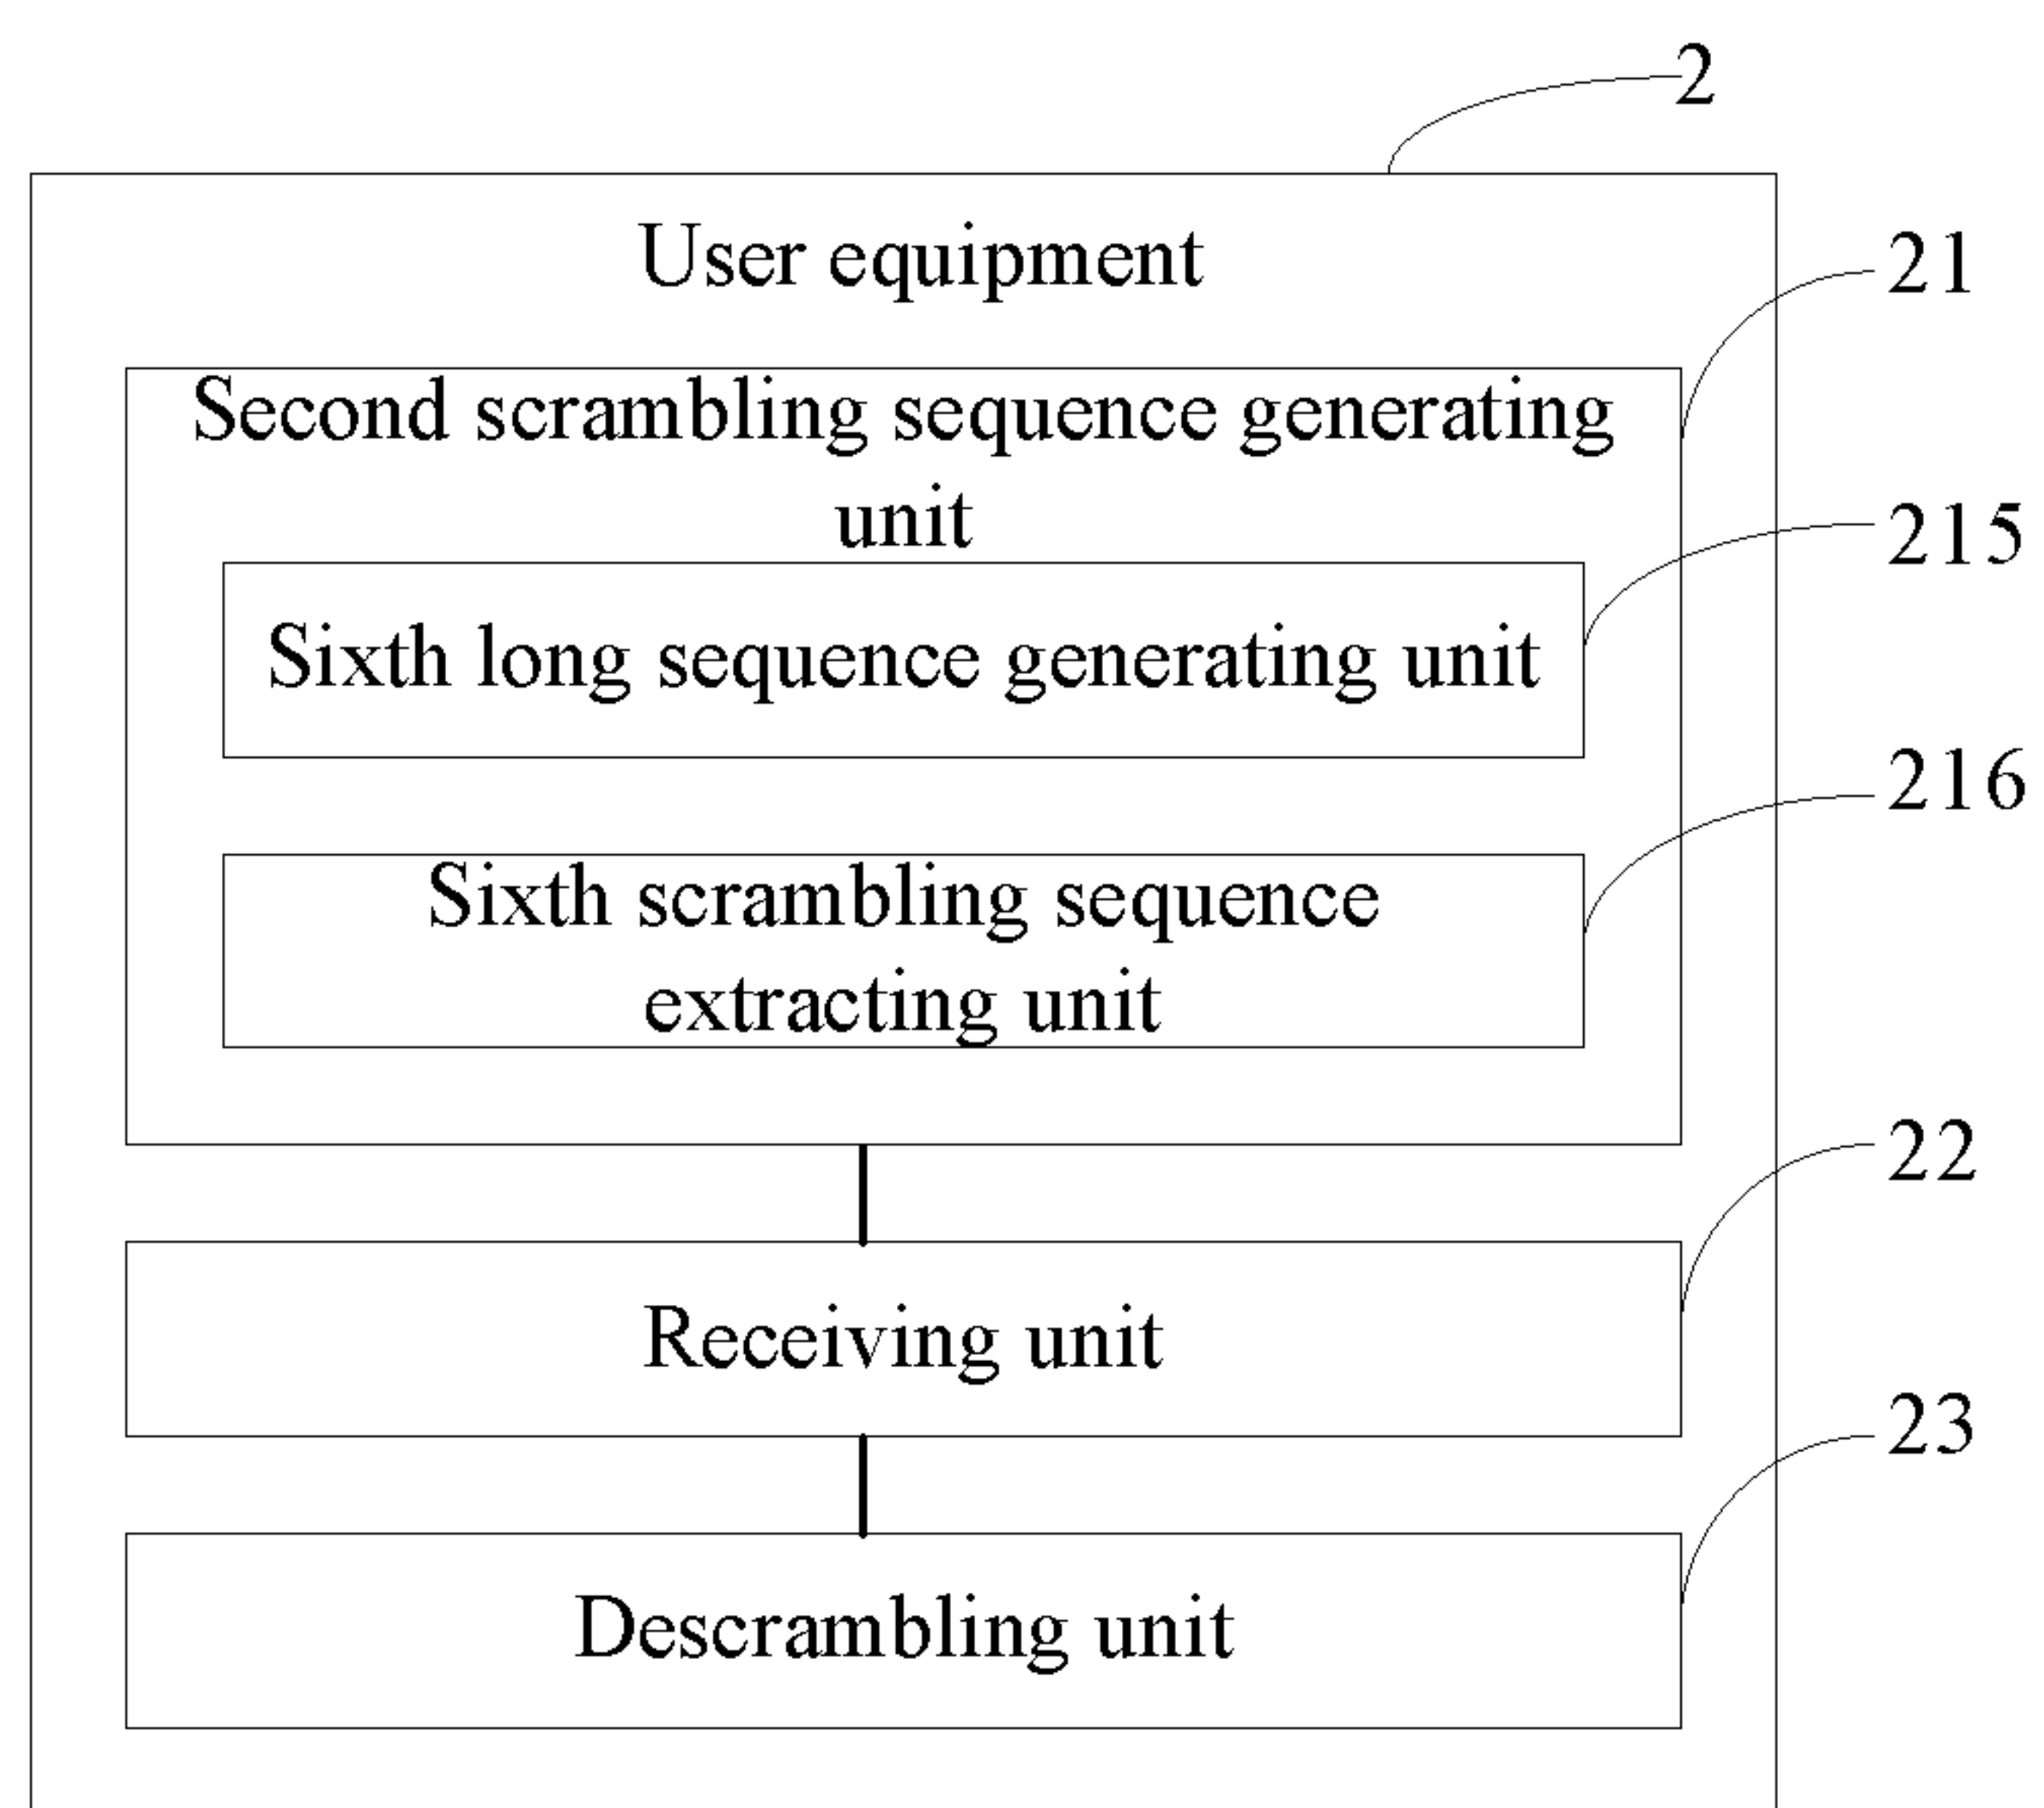 2
User equipment
21
Second scrambling sequence generating
unit
215
Sixth long sequence generating unit
216
Sixth scrambling sequence
extracting unit
22
Receiving unit
23
Descrambling unit